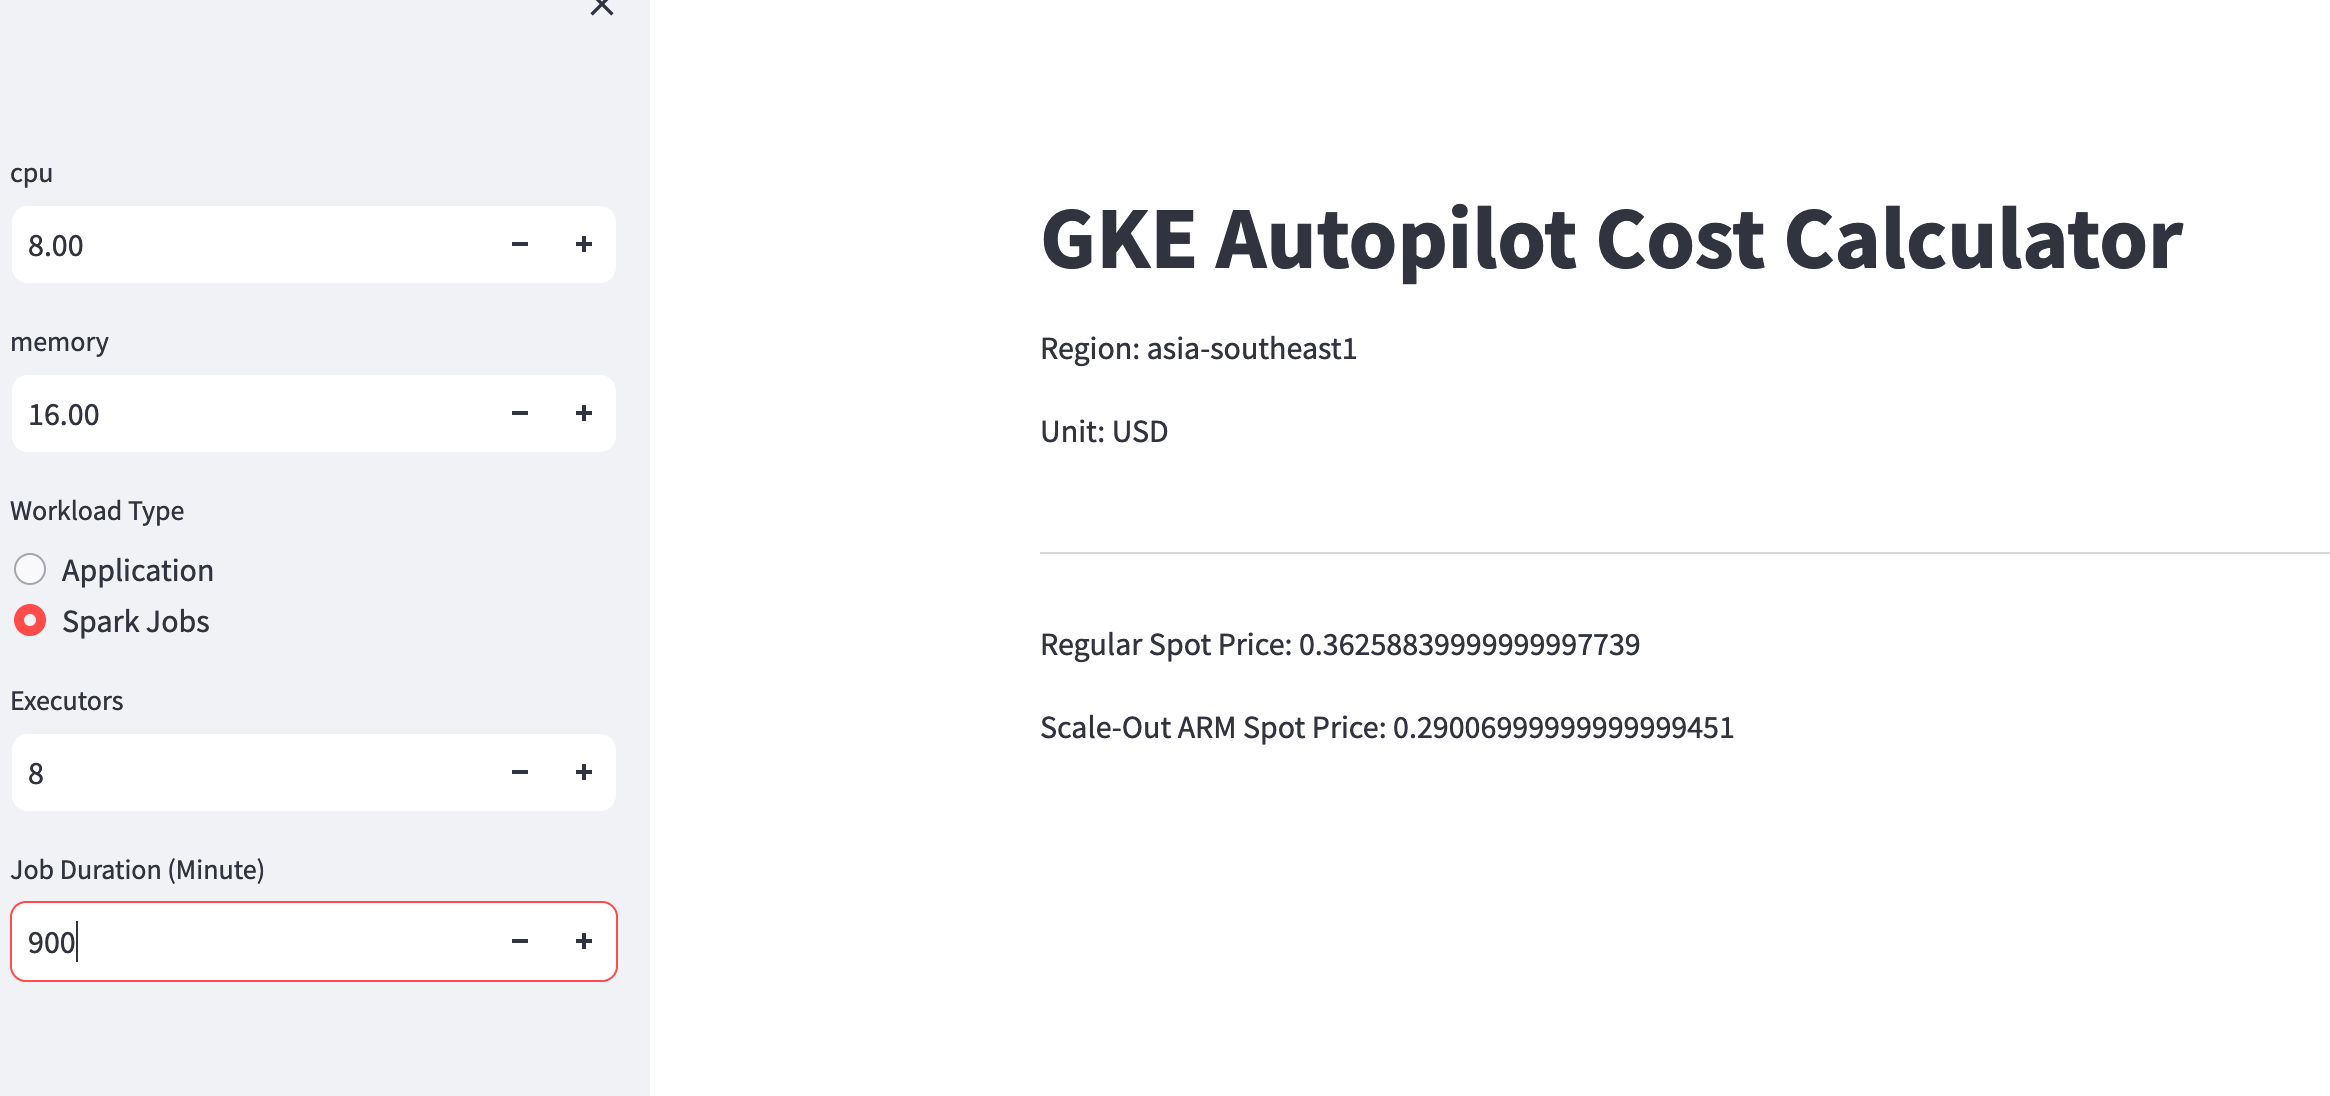 cpu
8.00
memory
16.00
Workload Type
Application
Spark Jobs
Executors
8
Job Duration (Minute)
900
GKE Autopilot Cost Calculator
Region: asia-southeast1
Unit: USD
Regular Spot Price: 0.36258839999999997739
Scale-Out ARM Spot Price: 0.29006999999999999451